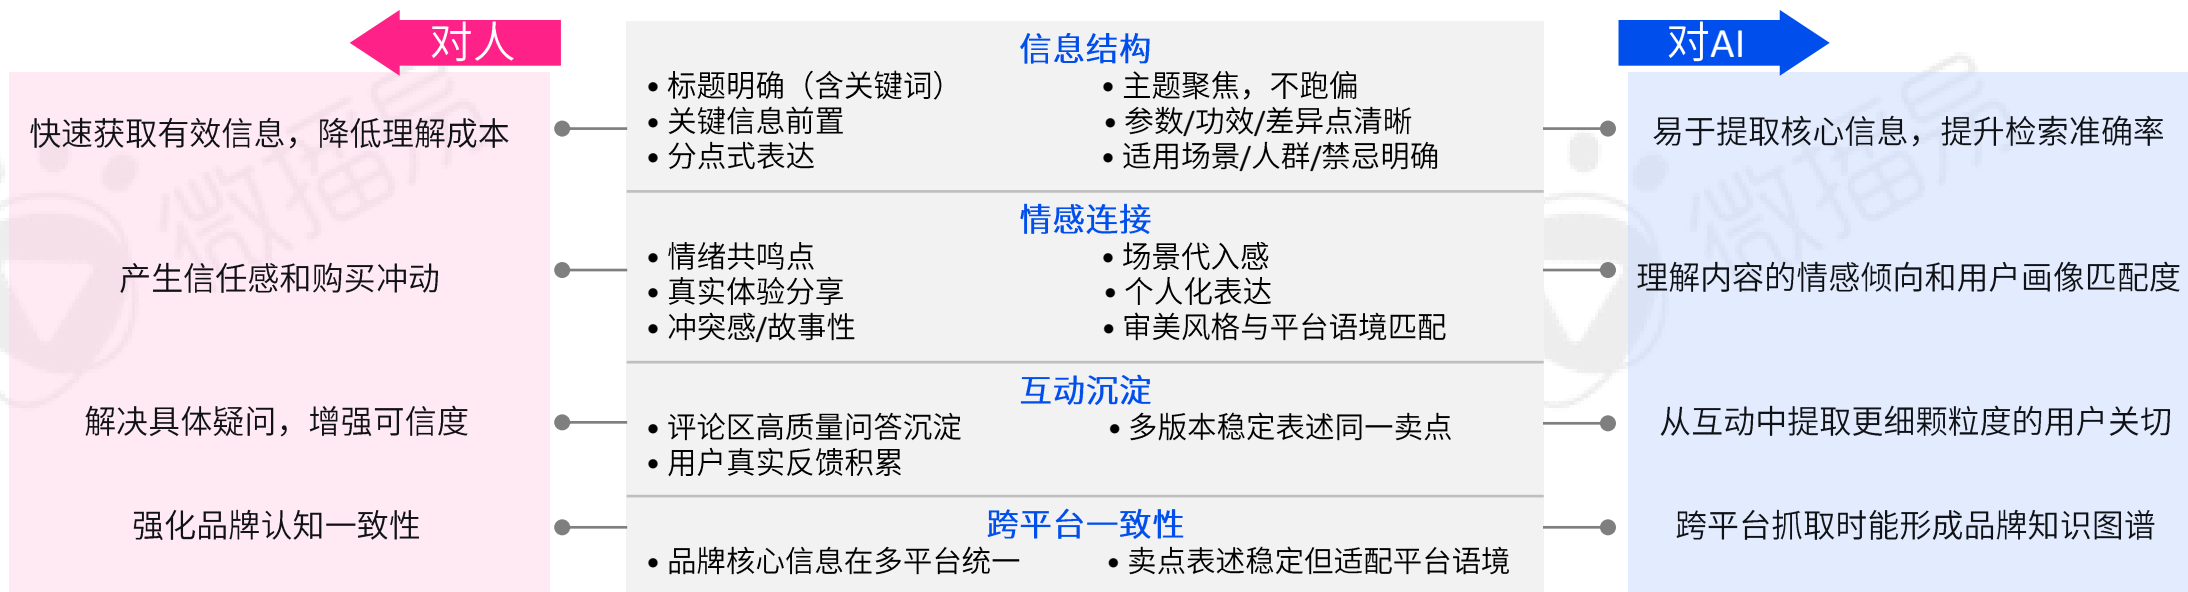 对人
对AI
信息结构
• 标题明确（含关键词）
• 主题聚焦，不跑偏
• 关键信息前置
• 参数/功效/差异点清晰
• 分点式表达
• 适用场景/人群/禁忌明确
快速获取有效信息，降低理解成本
易于提取核心信息，提升检索准确率
情感连接
• 情绪共鸣点
• 场景代入感
• 真实体验分享
• 个人化表达
• 冲突感/故事性
• 审美风格与平台语境匹配
产生信任感和购买冲动
理解内容的情感倾向和用户画像匹配度
互动沉淀
• 评论区高质量问答沉淀
• 多版本稳定表述同一卖点
• 用户真实反馈积累
解决具体疑问，增强可信度
从互动中提取更细颗粒度的用户关切
跨平台一致性
• 品牌核心信息在多平台统一
• 卖点表述稳定但适配平台语境
强化品牌认知一致性
跨平台抓取时能形成品牌知识图谱
微播易
微播易